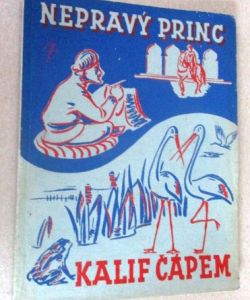 NEPRAVÝ PRINC
KALIF ČÁPEM